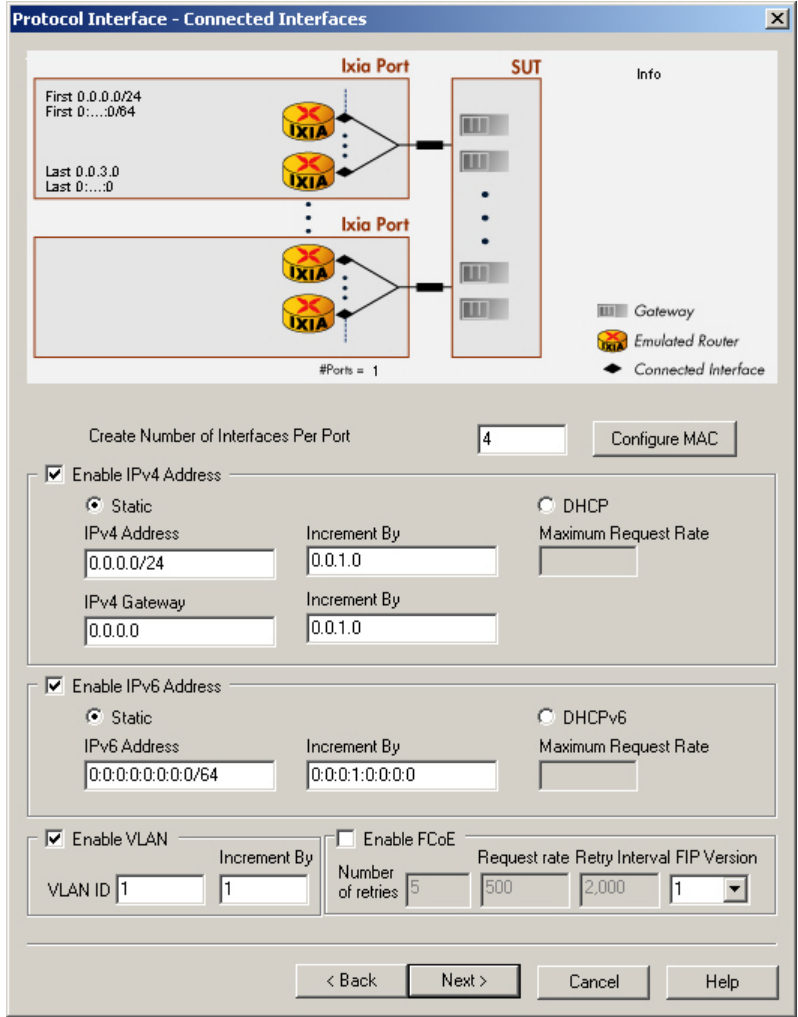 Protocol Interface - Connected Interfaces
Ixia Port SUT Info
First 0.0.0.0/24
First 0:...:0/64
IXIA
Last 0.0.3.0
Last 0:...:0
IXIA
Ixia Port
IXIA
IXIA
Gateway
IXIA Emulated Router
#Ports = 1 Connected Interface
Create Number of Interfaces Per Port 4 Configure MAC
Enable IPv4 Address
Static DHCP
IPv4 Address Increment By Maximum Request Rate
0.0.0.0/24 0.0.1.0
IPv4 Gateway Increment By
0.0.0.0 0.0.1.0
Enable IPv6 Address
Static DHCPv6
IPv6 Address Increment By Maximum Request Rate
0:0:0:0:0:0:0:0/64 0:0:0:1:0:0:0:0
Enable VLAN Enable FCoE
Increment By
VLAN ID 1 1
Number of retries 5
Request rate Retry Interval FIP Version
500 2,000 1
< Back Next > Cancel Help